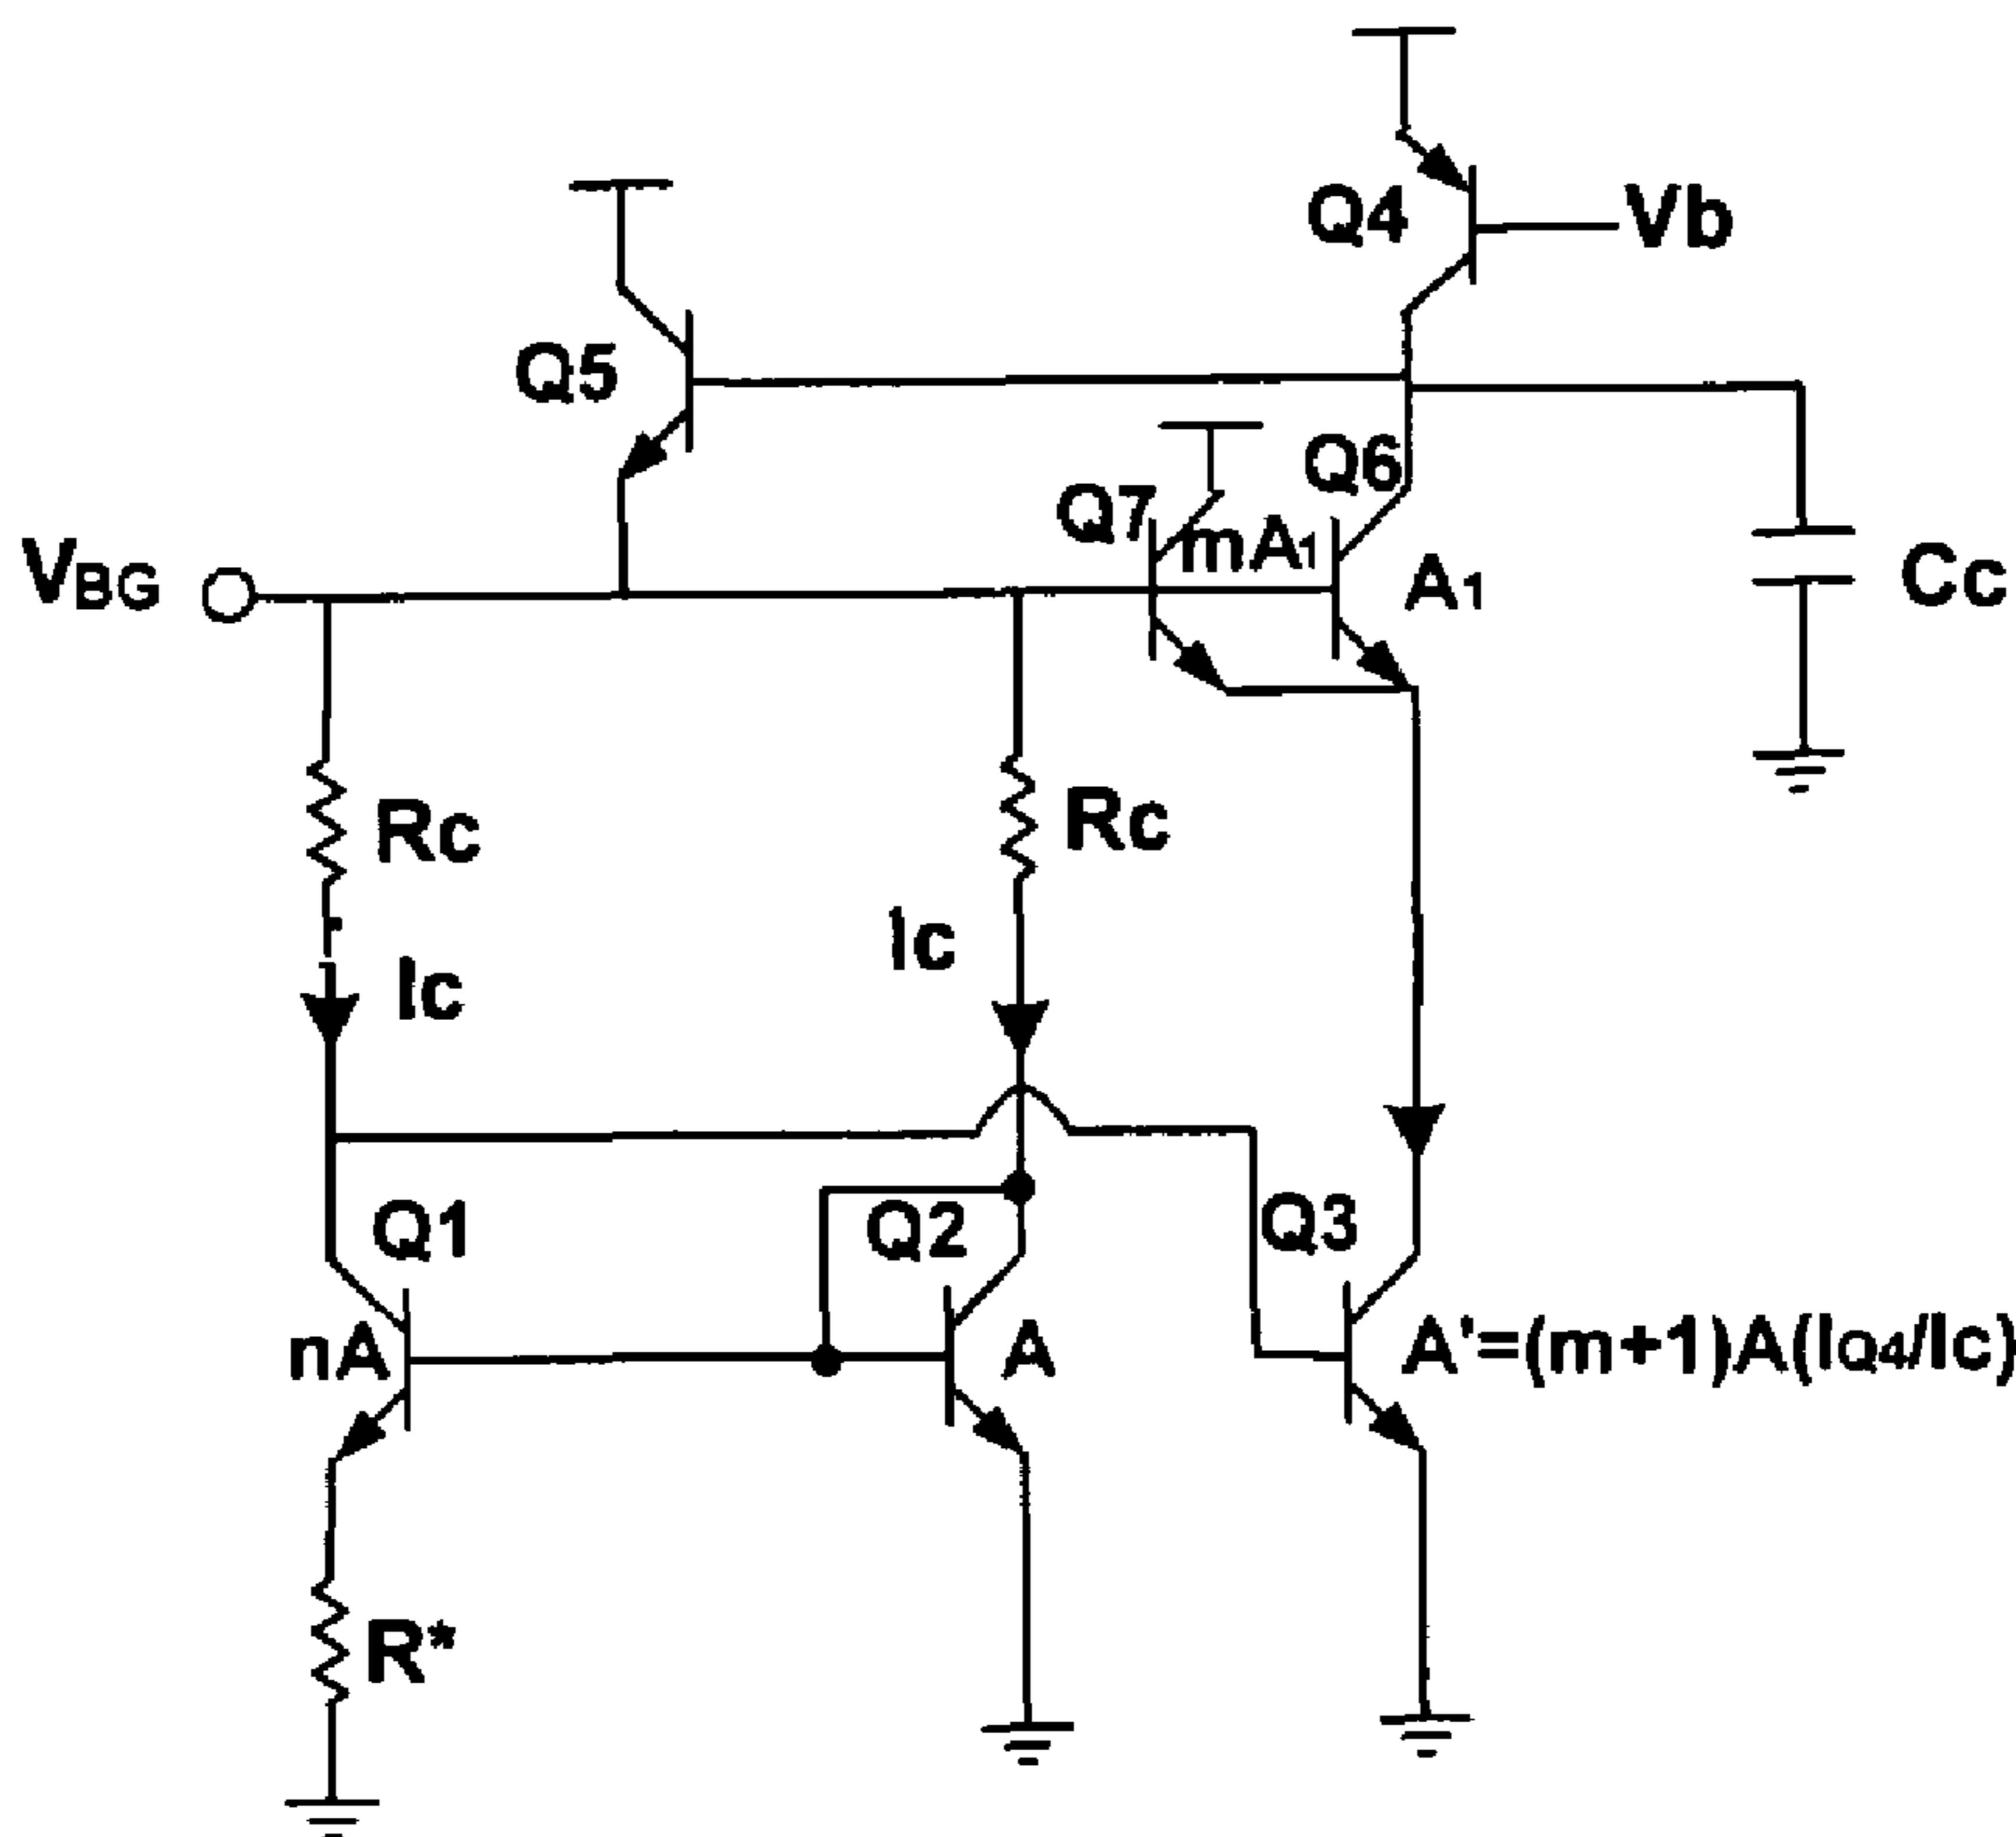 Q4
Vb
Q5
Q6
Q7
mA1
A1
VBG
Cc
Rc
Rc
Ic
Ic
Q1
Q2
Q3
nA
A
A'=(m+1)A(IQ4/Ic)
R*